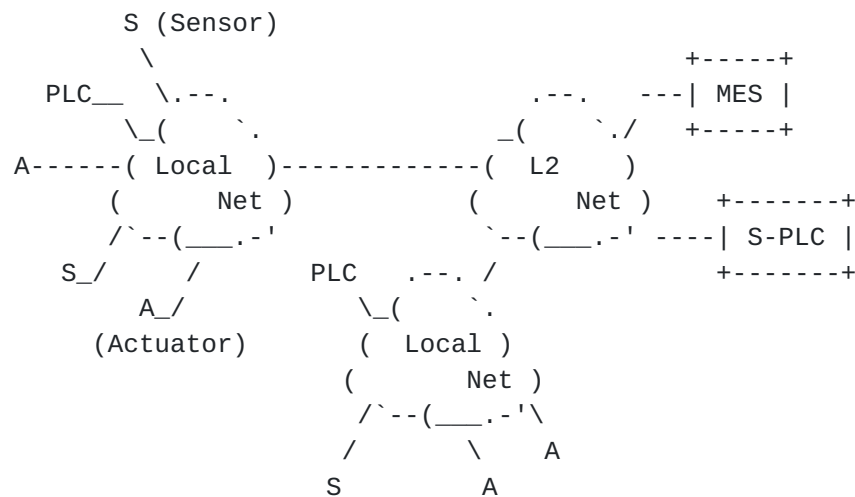 S (Sensor)
PLC MES
A Local L2
Net Net
S-PLC
S PLC
A
(Actuator) Local
Net
A
S A